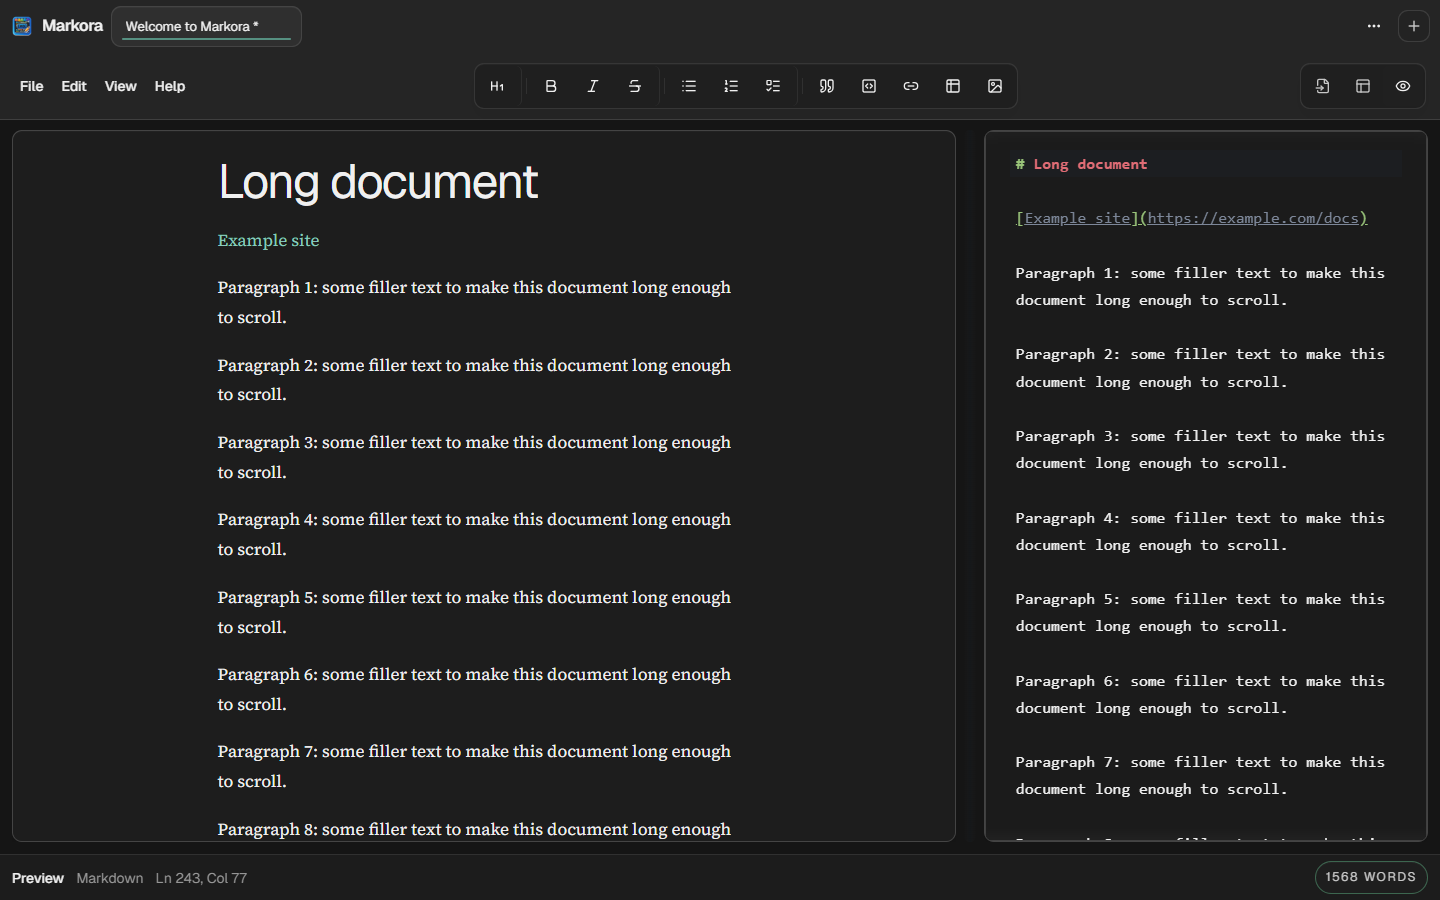 Markora
Welcome to Markora *
File Edit View Help
H1
Long document
Example site
Paragraph 1: some filler text to make this document long enough
to scroll.
Paragraph 2: some filler text to make this document long enough
to scroll.
Paragraph 3: some filler text to make this document long enough
to scroll.
Paragraph 4: some filler text to make this document long enough
to scroll.
Paragraph 5: some filler text to make this document long enough
to scroll.
Paragraph 6: some filler text to make this document long enough
to scroll.
Paragraph 7: some filler text to make this document long enough
to scroll.
Paragraph 8: some filler text to make this document long enough
# Long document
[Example site](https://example.com/docs)
Paragraph 1: some filler text to make this
document long enough to scroll.
Paragraph 2: some filler text to make this
document long enough to scroll.
Paragraph 3: some filler text to make this
document long enough to scroll.
Paragraph 4: some filler text to make this
document long enough to scroll.
Paragraph 5: some filler text to make this
document long enough to scroll.
Paragraph 6: some filler text to make this
document long enough to scroll.
Paragraph 7: some filler text to make this
document long enough to scroll.
Preview Markdown Ln 243, Col 77
1568 WORDS